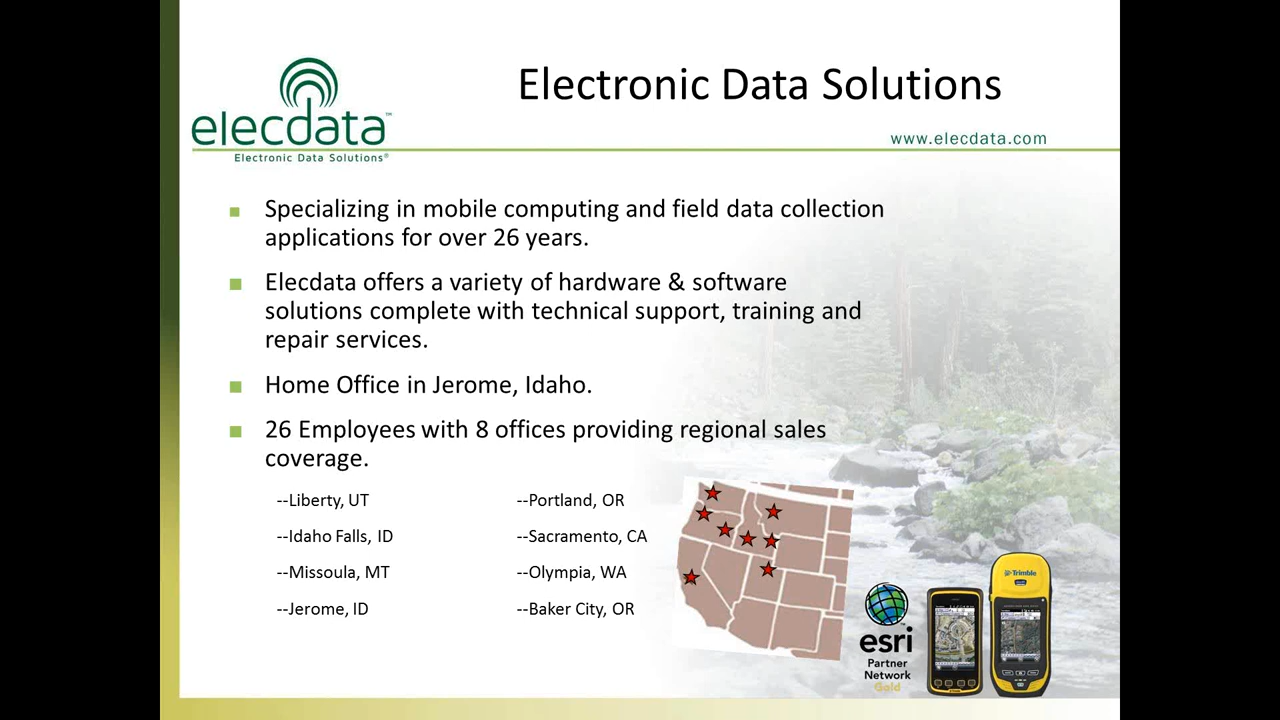 Electronic Data Solutions
elecdata™
www.elecdata.com
Electronic Data Solutions®
Specializing in mobile computing and field data collection
applications for over 26 years.
Elecdata offers a variety of hardware & software
solutions complete with technical support, training and
repair services.
Home Office in Jerome, Idaho.
26 Employees with 8 offices providing regional sales
coverage.
--Liberty, UT
--Portland, OR
--Idaho Falls, ID
--Sacramento, CA
--Missoula, MT
--Olympia, WA
--Jerome, ID
--Baker City, OR
Trimble
esri
Partner
Network
Gold